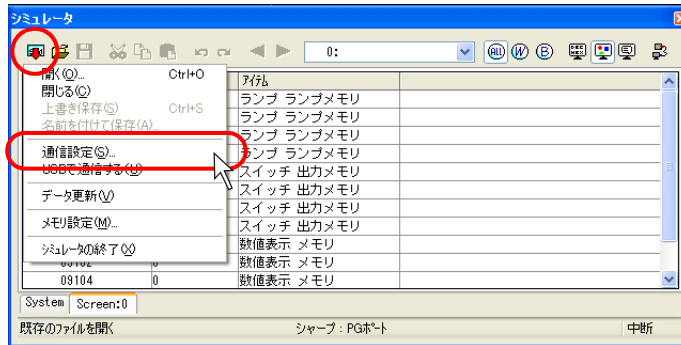 シミュレータ
0:
ALL W B
アイテム
開く(O)... Ctrl+O
閉じる(C)
ランプ ランプメモリ
上書き保存(S) Ctrl+S
ランプ ランプメモリ
名前を付けて保存(A)...
ランプ ランプメモリ
通信設定(S)...
ランプ ランプメモリ
USBで通信する(U)
スイッチ 出力メモリ
データ更新(V)
スイッチ 出力メモリ
スイッチ 出力メモリ
メモリ設定(M)...
スイッチ 出力メモリ
シミュレータの終了(X)
数値表示 メモリ
09102 0 数値表示 メモリ
09104 0 数値表示 メモリ
System Screen:0
既存のファイルを開く シャープ:PGポート 中断